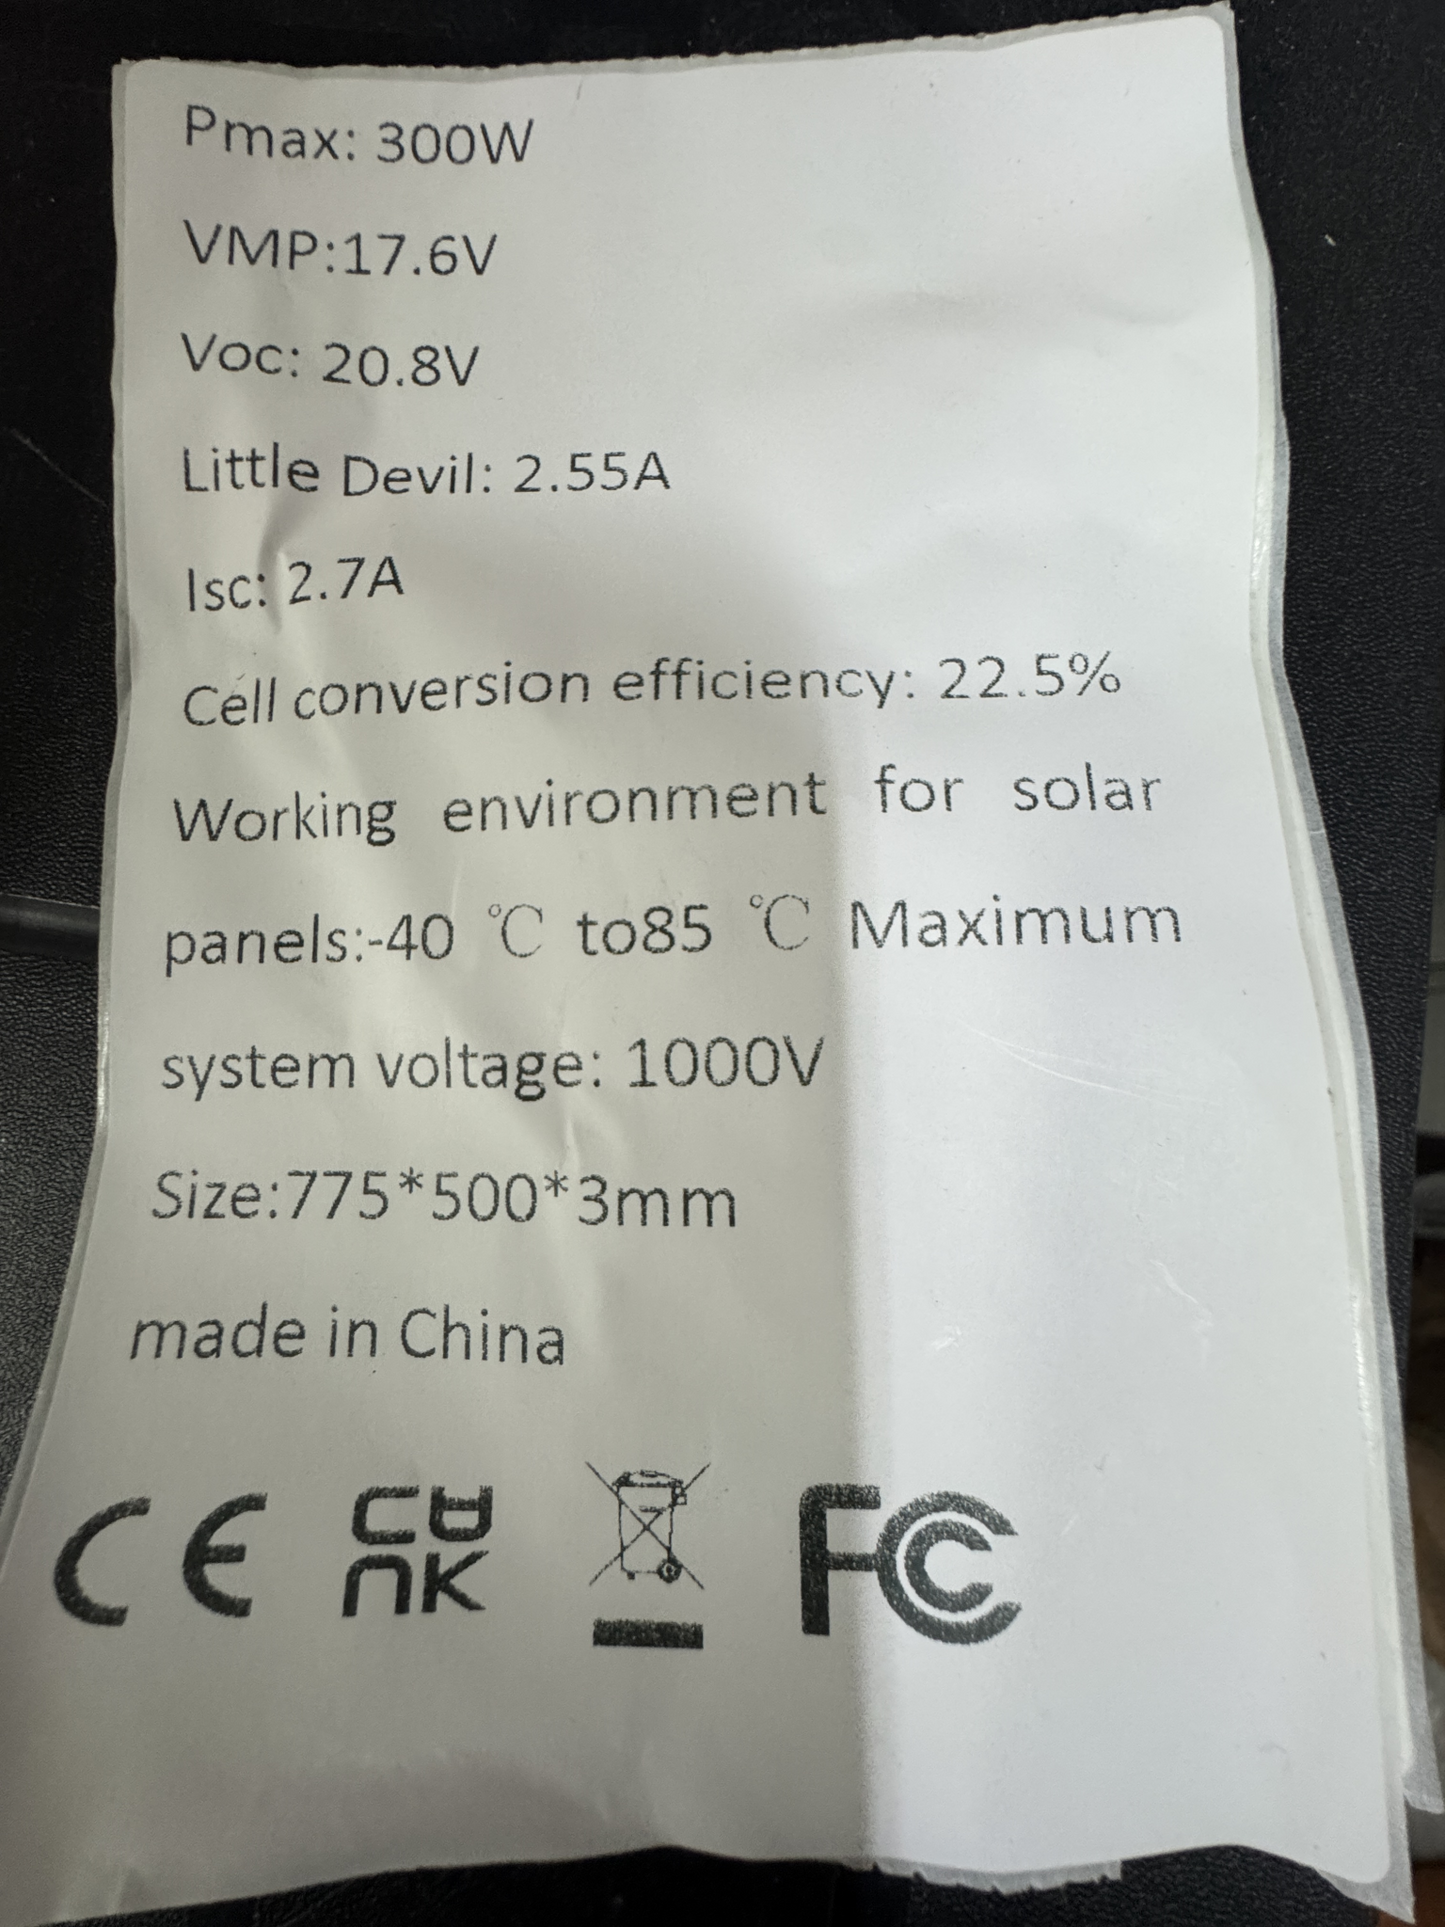 Pmax: 300W
VMP:17.6V
Voc: 20.8V
Little Devil: 2.55A
Isc: 2.7A
Cell conversion efficiency: 22.5%
Working environment for solar
panels:-40 ℃ to85 ℃ Maximum
system voltage: 1000V
Size:775*500*3mm
made in China
CE UK CA FC